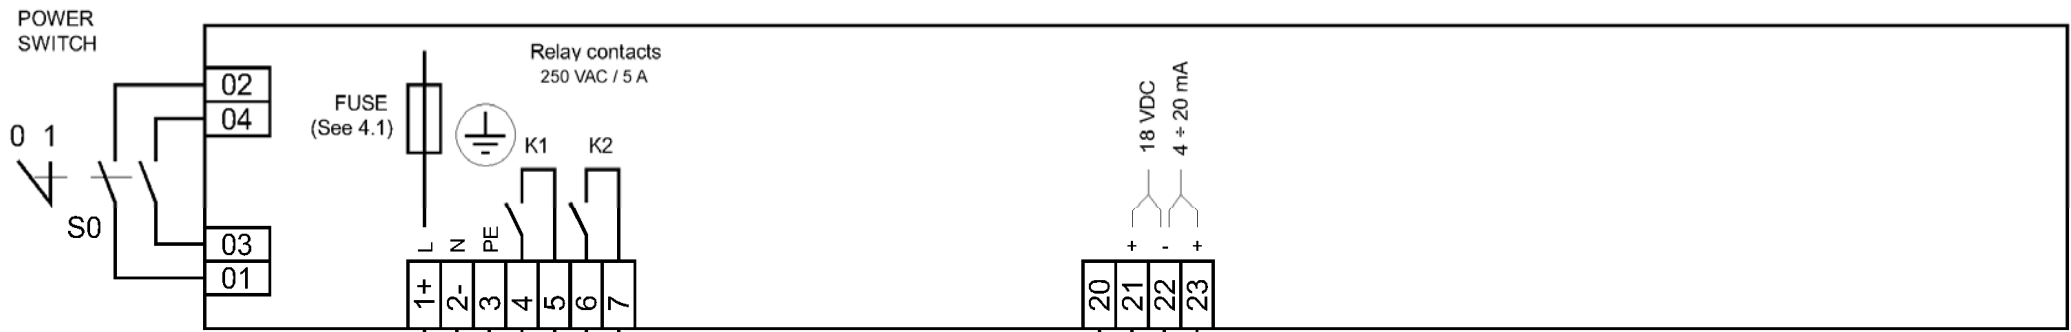 POWER
SWITCH
Relay contacts
250 VAC / 5 A
02
04
FUSE
(See 4.1)
18 VDC
4 ÷ 20 mA
0 1
K1
K2
S0
03
01
L
N
PE
+
-
+
1+
2-
3
4
5
6
7
20
21
22
23